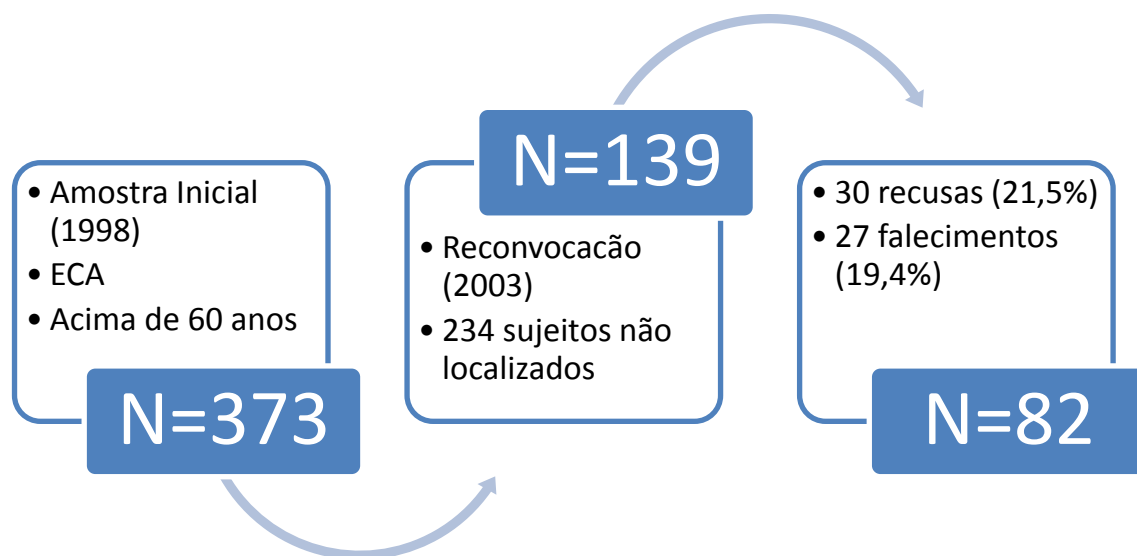 • Amostra Inicial
(1998)
• ECA
• Acima de 60 anos
N=373
N=139
• Reconvocacão
(2003)
• 234 sujeitos não
localizados
• 30 recusas (21,5%)
• 27 falecimentos
(19,4%)
N=82